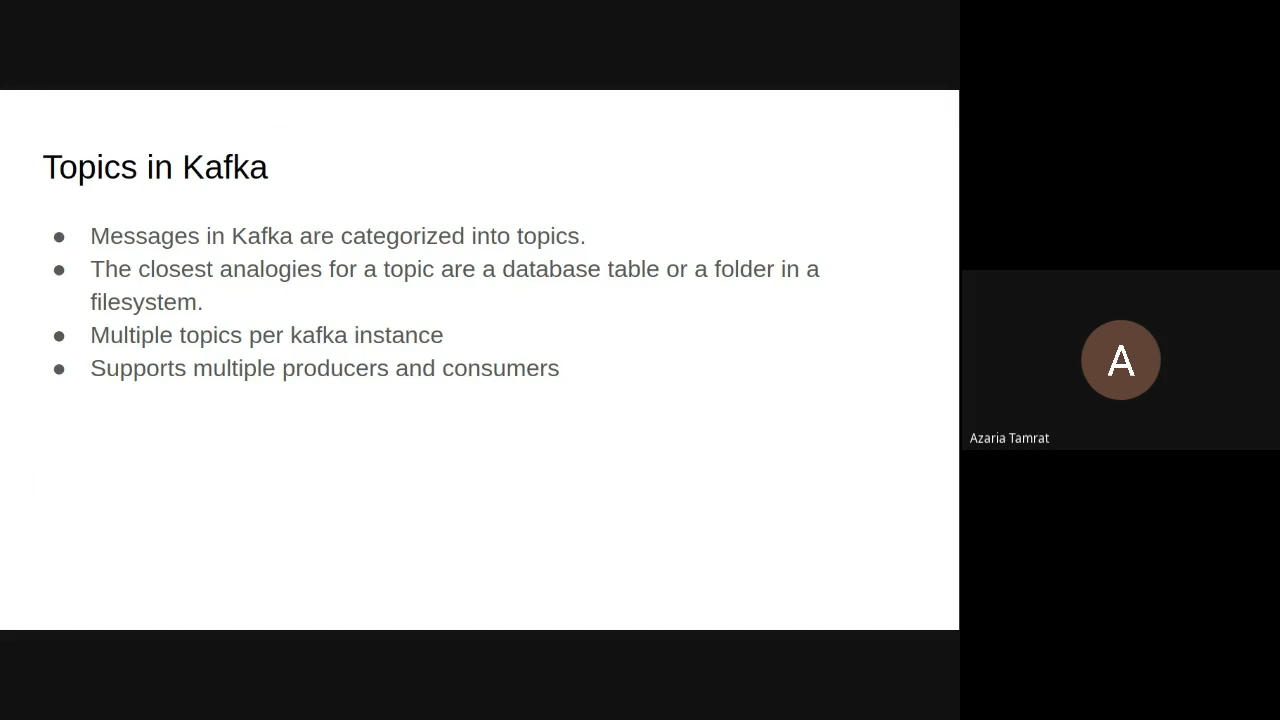 Topics in Kafka
● Messages in Kafka are categorized into topics.
● The closest analogies for a topic are a database table or a folder in a
filesystem.
● Multiple topics per kafka instance
● Supports multiple producers and consumers
A
Azaria Tamrat